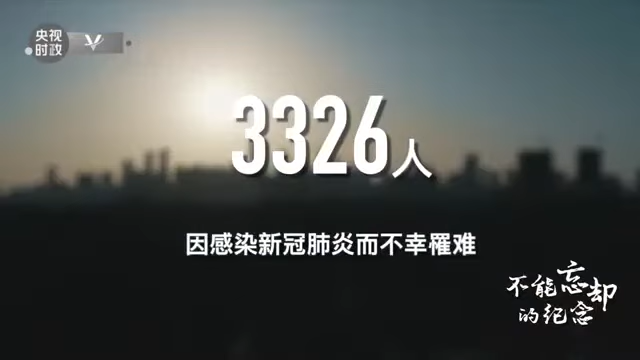 央视
时政
3326人
因感染新冠肺炎而不幸罹难
不能忘却
的纪念